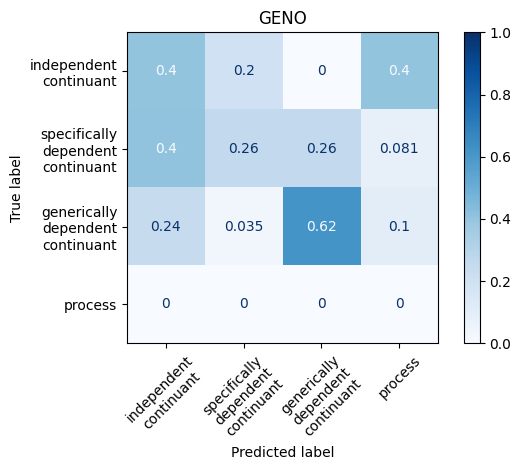 GENO
True label
independent
continuant
0.4
0.2
0
0.4
specifically
dependent
continuant
0.4
0.26
0.26
0.081
generically
dependent
continuant
0.24
0.035
0.62
0.1
process
0
0
0
0
independent
continuant
specifically
dependent
continuant
generically
dependent
continuant
process
Predicted label
1.0
0.8
0.6
0.4
0.2
0.0